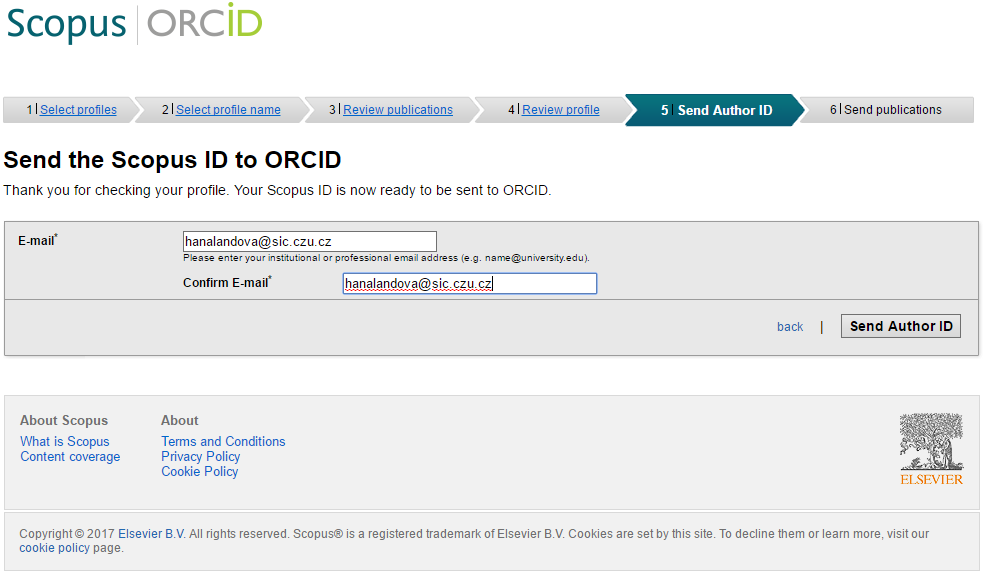 Scopus | ORCID
1 | Select profiles 2 | Select profile name 3 | Review publications 4 | Review profile 5 | Send Author ID 6 | Send publications
Send the Scopus ID to ORCID
Thank you for checking your profile. Your Scopus ID is now ready to be sent to ORCID.
E-mail* hanalandova@sic.czu.cz
Please enter your institutional or professional email address (e.g. name@university.edu).
Confirm E-mail* hanalandova@sic.czu.cz
back | Send Author ID
About Scopus About
What is Scopus Terms and Conditions
Content coverage Privacy Policy
Cookie Policy
ELSEVIER
Copyright © 2017 Elsevier B.V. All rights reserved. Scopus® is a registered trademark of Elsevier B.V. Cookies are set by this site. To decline them or learn more, visit our
cookie policy page.